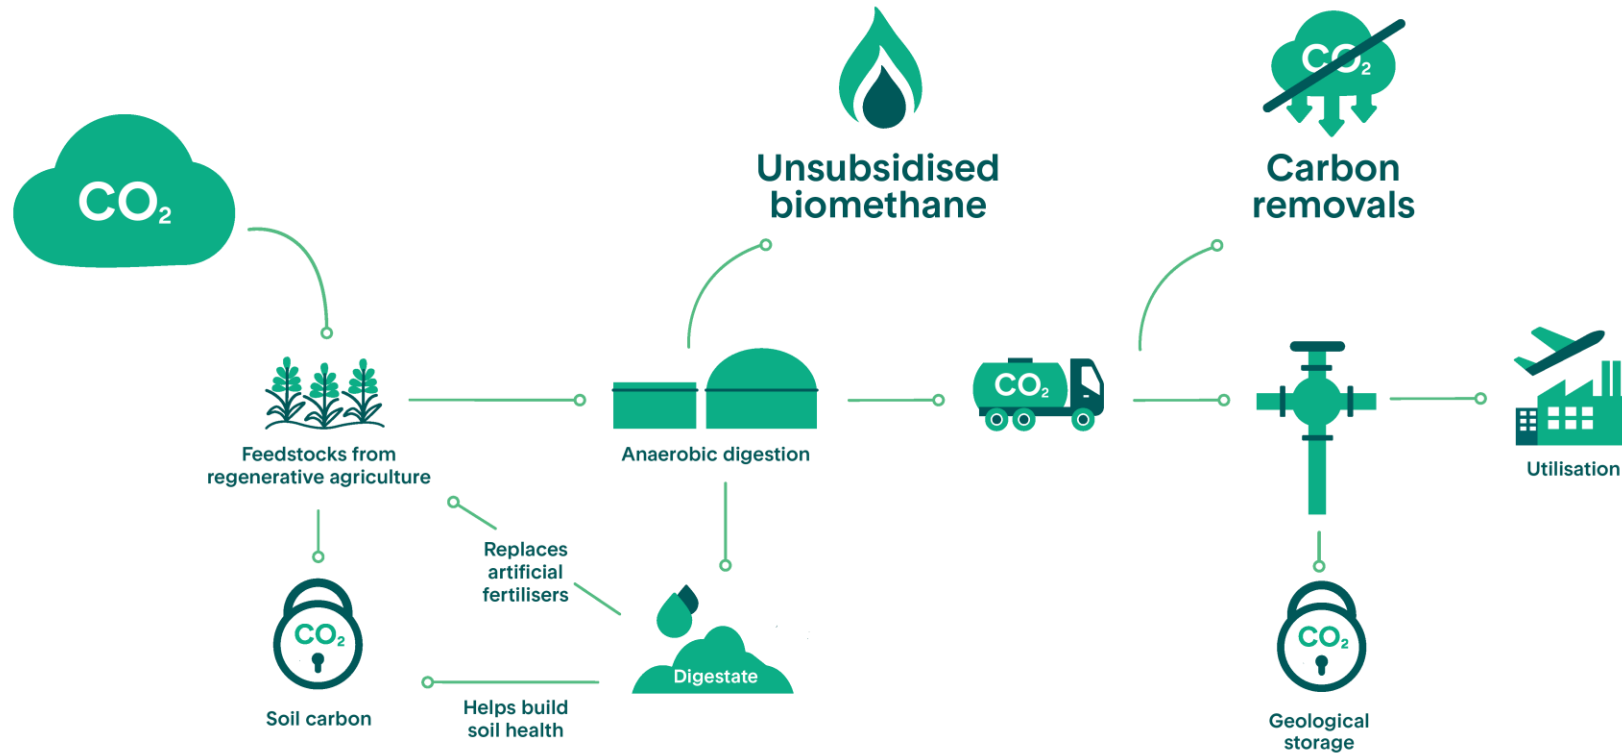 CO₂
Unsubsidised
biomethane
CO₂
Carbon
removals
Feedstocks from
regenerative agriculture
Anaerobic digestion
CO₂
Utilisation
Replaces
artificial
fertilisers
CO₂
Soil carbon
Helps build
soil health
Digestate
CO₂
Geological
storage